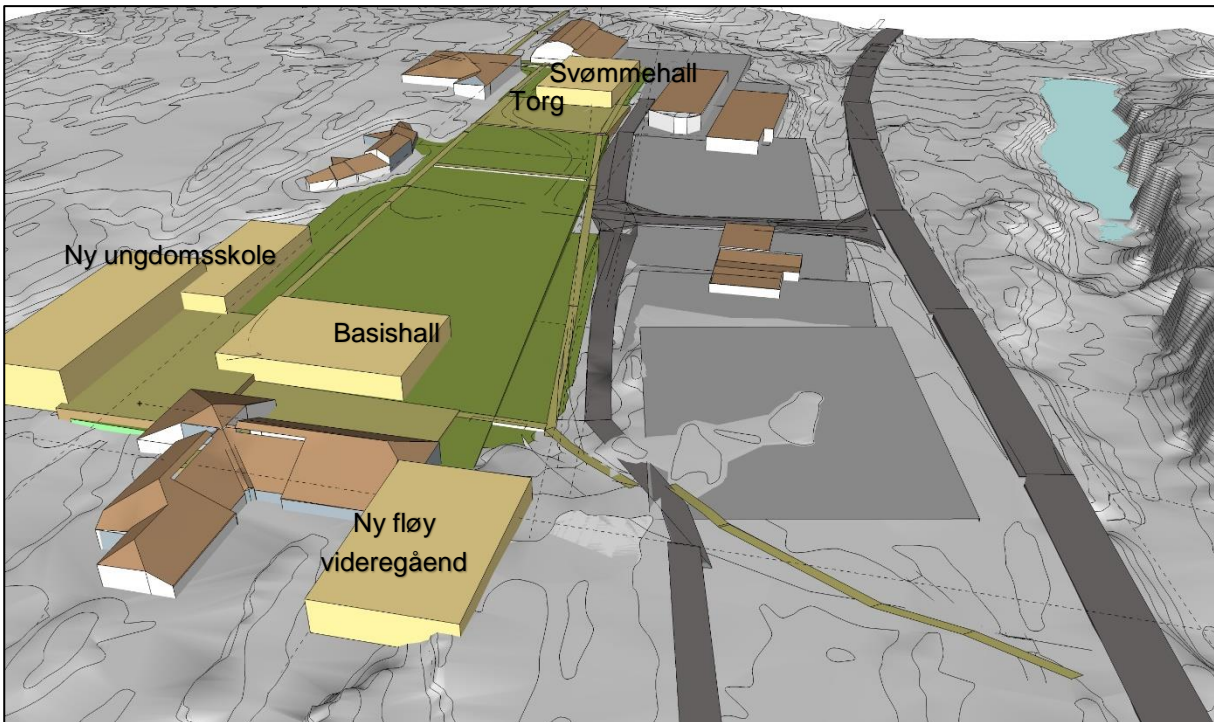 Svømmehall
Torg
Ny ungdomsskole
Basishall
Ny fløy
videregåend